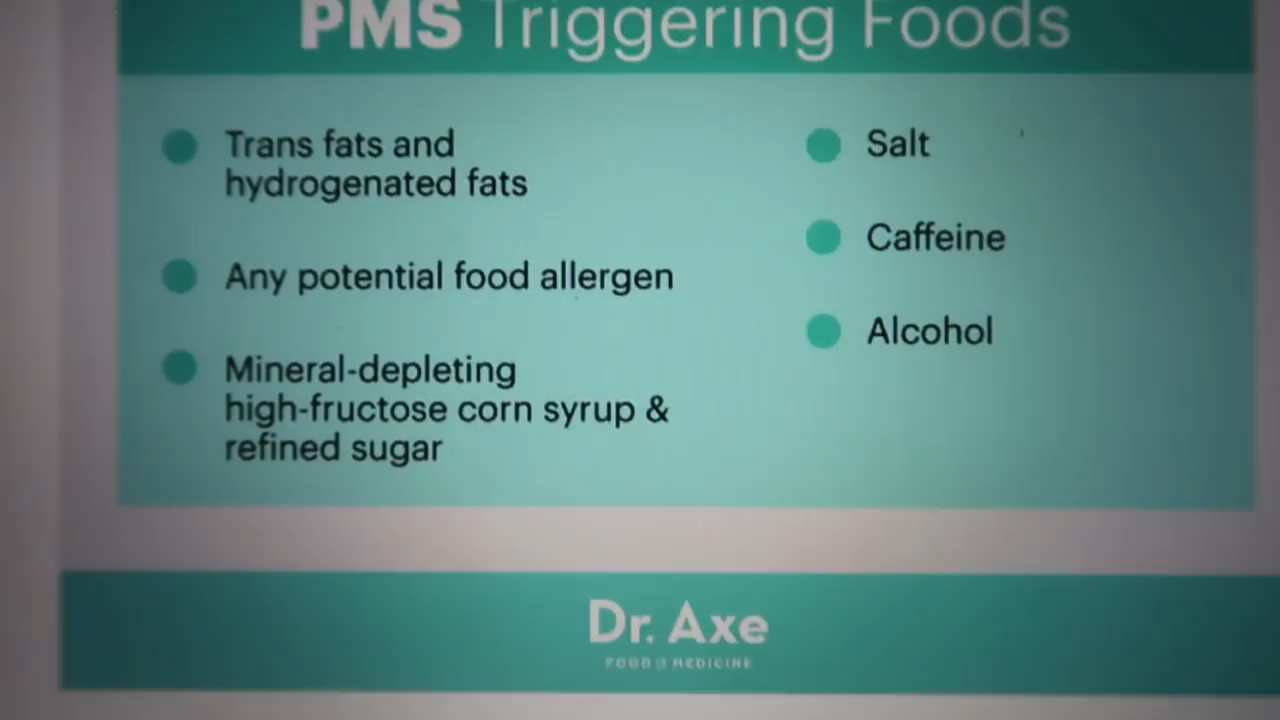 PMS Triggering Foods
Trans fats and
hydrogenated fats
Any potential food allergen
Mineral-depleting
high-fructose corn syrup &
refined sugar
Salt
Caffeine
Alcohol
Dr. Axe
FOOD IS MEDICINE